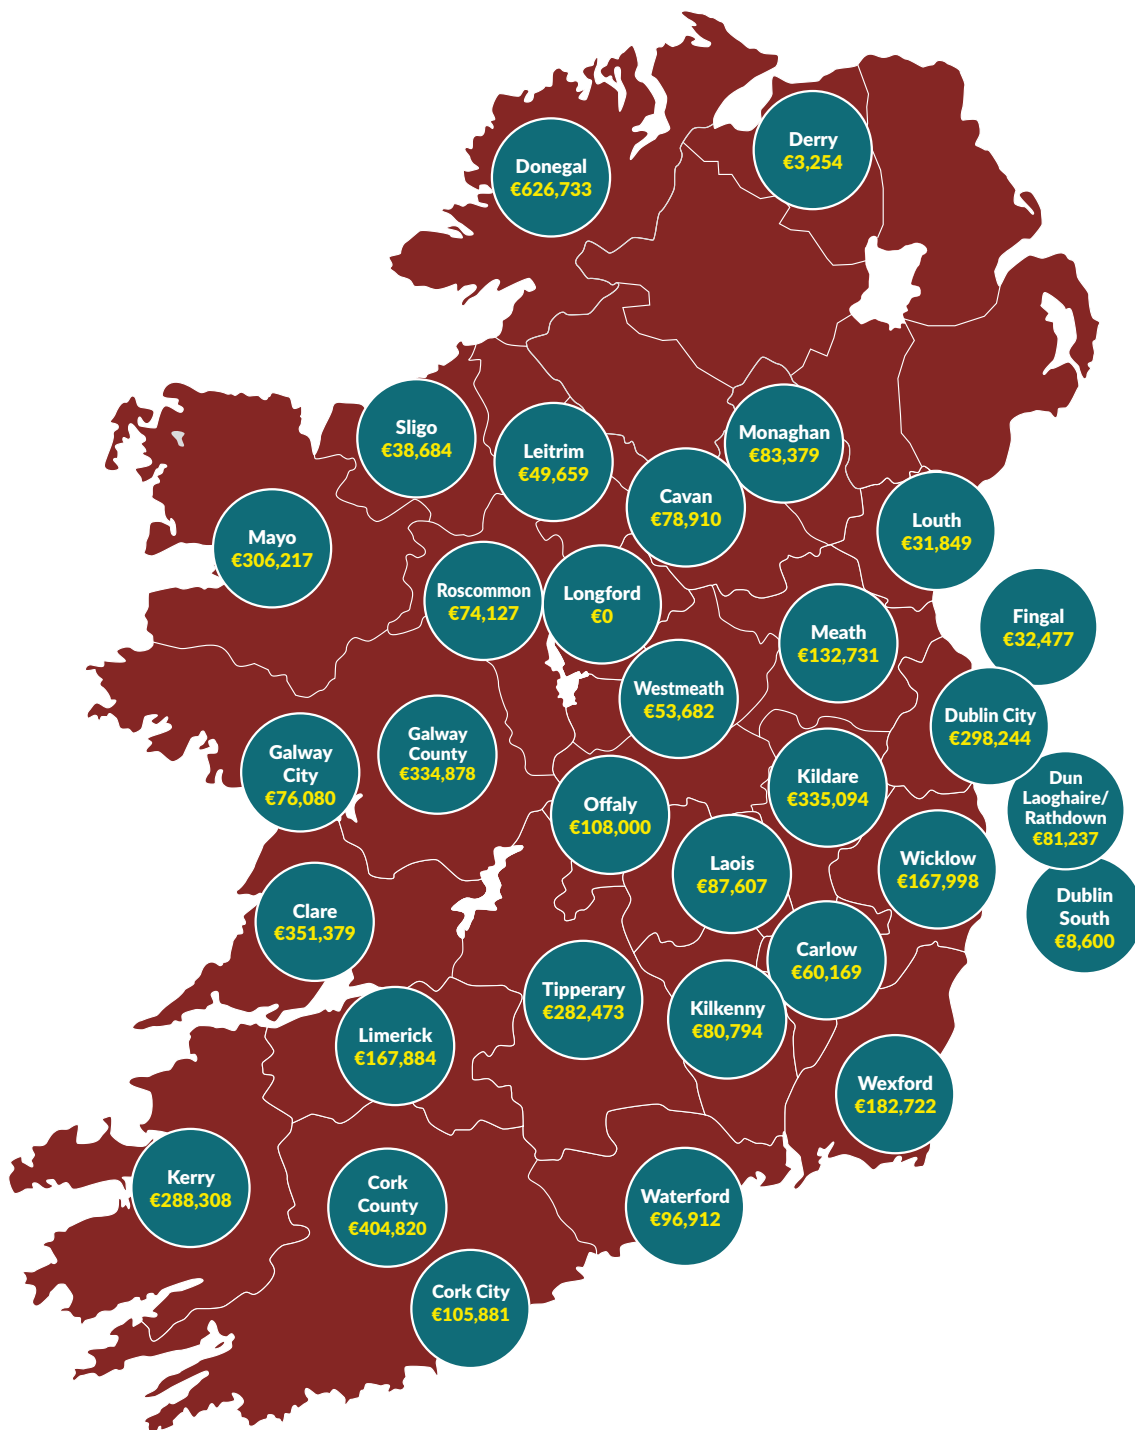 Derry
€3,254
Donegal
€626,733
Sligo
€38,684
Leitrim
€49,659
Monaghan
€83,379
Cavan
€78,910
Louth
€31,849
Mayo
€306,217
Roscommon
€74,127
Longford
€0
Fingal
€32,477
Meath
€132,731
Westmeath
€53,682
Dublin City
€298,244
Galway
County
€334,878
Galway
City
€76,080
Kildare
€335,094
Dun
Laoghaire/
Rathdown
€81,237
Offaly
€108,000
Laois
€87,607
Wicklow
€167,998
Dublin
South
€8,600
Clare
€351,379
Carlow
€60,169
Tipperary
€282,473
Kilkenny
€80,794
Limerick
€167,884
Wexford
€182,722
Kerry
€288,308
Cork
County
€404,820
Waterford
€96,912
Cork City
€105,881